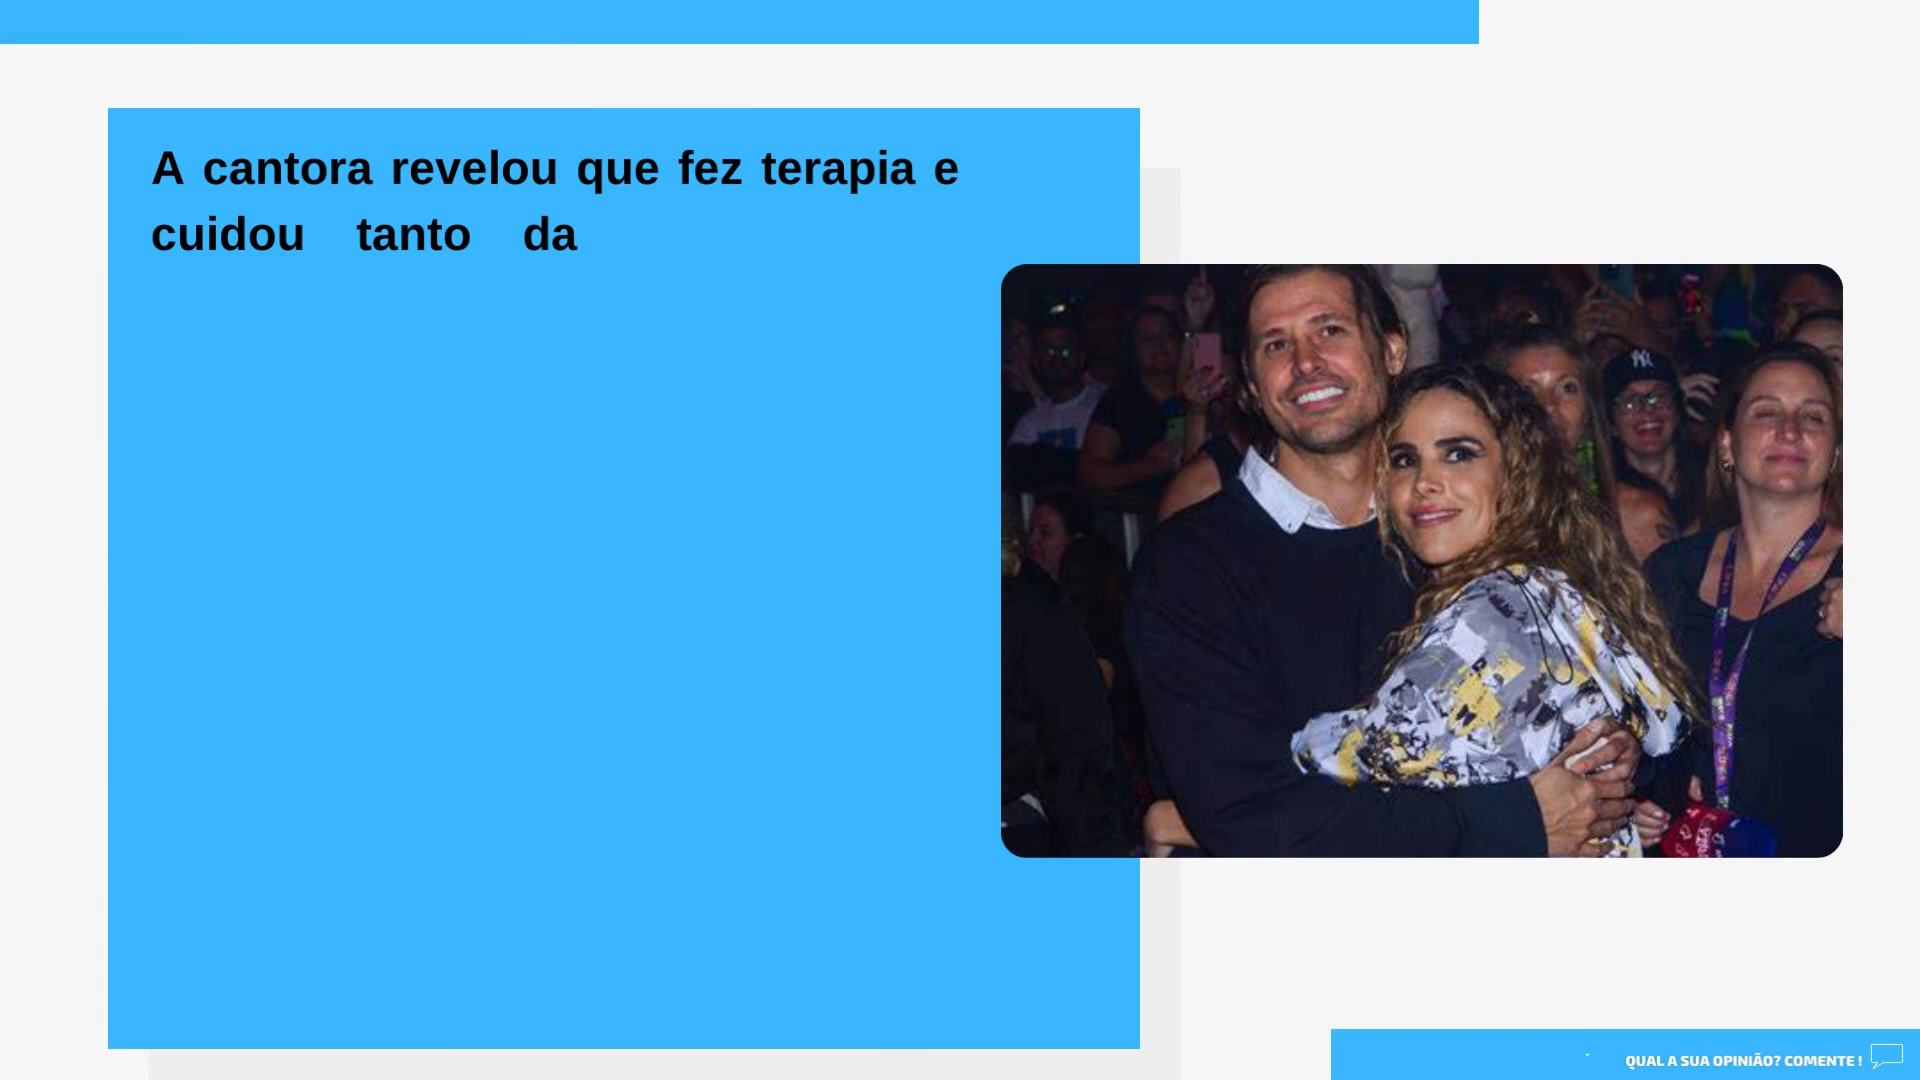 A cantora revelou que fez terapia e
cuidou tanto da
QUAL A SUA OPINIÃO? COMENTE !